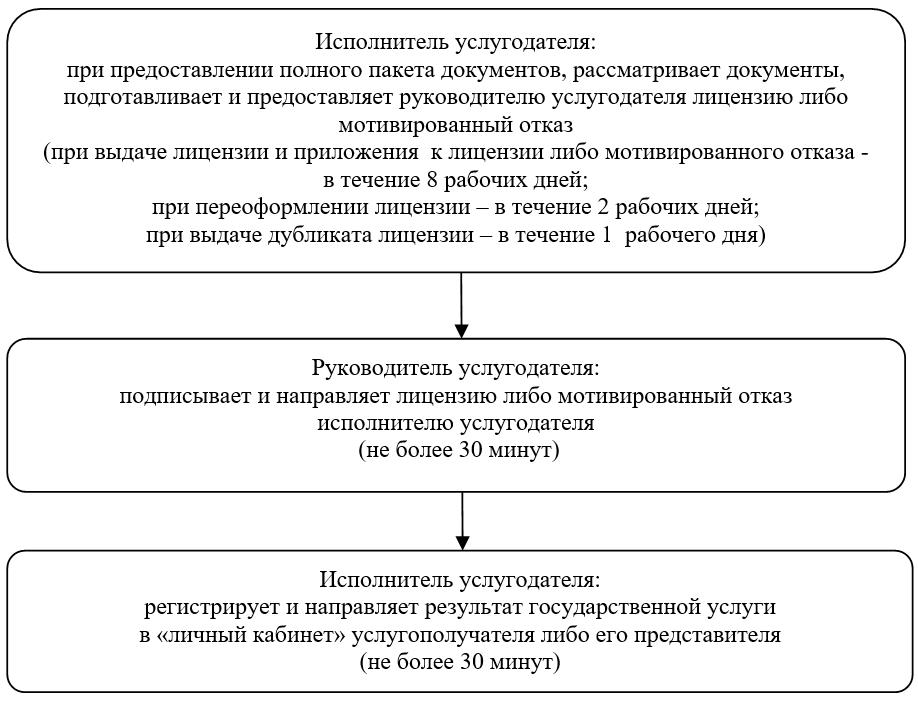 Исполнитель услугодателя:
при предоставлении полного пакета документов, рассматривает документы,
подготавливает и предоставляет руководителю услугодателя лицензию либо
мотивированный отказ
(при выдаче лицензии и приложения  к лицензии либо мотивированного отказа -
в течение 8 рабочих дней;
при переоформлении лицензии – в течение 2 рабочих дней;
при выдаче дубликата лицензии – в течение 1  рабочего дня)
Руководитель услугодателя:
подписывает и направляет лицензию либо мотивированный отказ
исполнителю услугодателя
(не более 30 минут)
Исполнитель услугодателя:
регистрирует и направляет результат государственной услуги
в «личный кабинет» услугополучателя либо его представителя
(не более 30 минут)